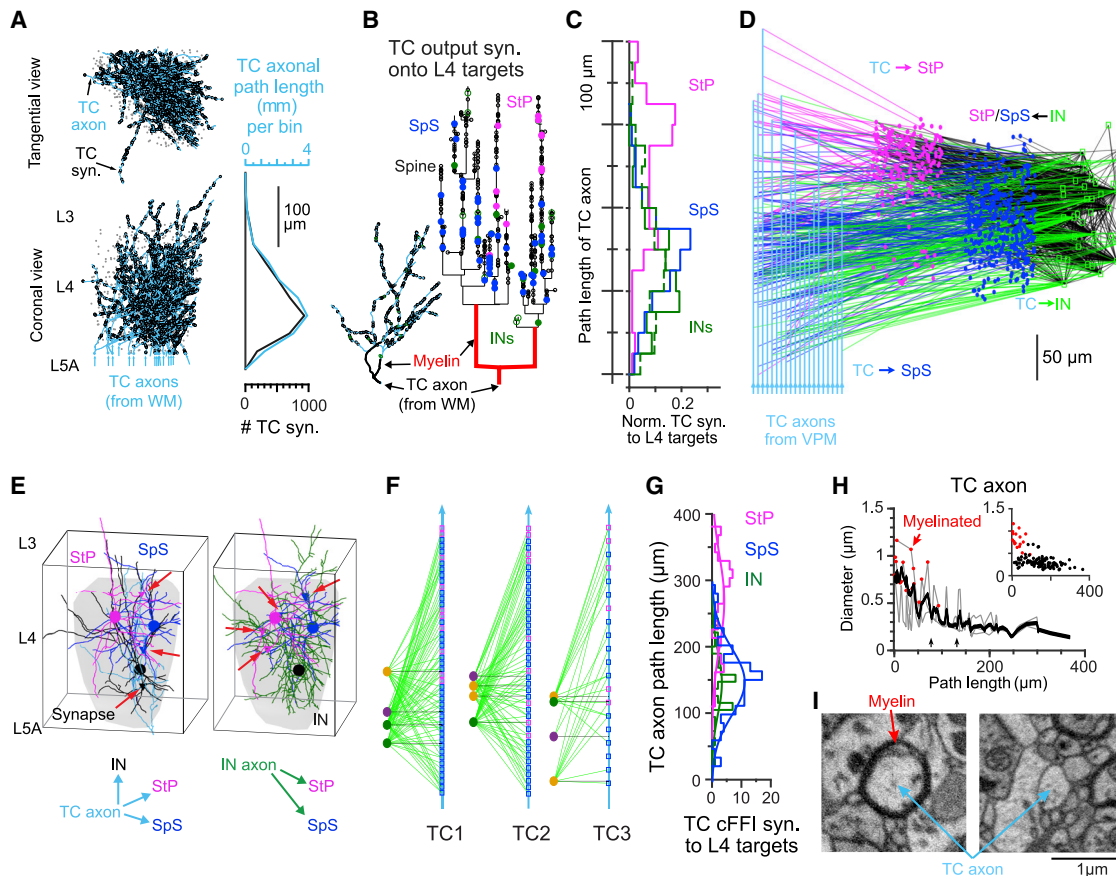 A
Tangential view
TC
axon
TC
syn.
TC axonal
path length
(mm)
per bin
0 4
100
µm
Coronal view
L3
L4
L5A
TC axons
(from WM)
0 1000
# TC syn.
B
TC output syn.
onto L4 targets
StP
SpS
Spine
INs
Myelin
TC axon
(from WM)
C
Path length of TC axon
100 µm
StP
SpS
INs
0 0.2
Norm. TC syn.
to L4 targets
D
TC → StP
StP/SpS ← IN
TC → IN
TC → SpS
50 µm
TC axons
from VPM
E
L3
StP
SpS
L4
Synapse
L5A
IN
IN
TC axon
StP
SpS
IN axon
StP
SpS
F
TC1 TC2 TC3
G
TC axon path length (µm)
400
300
200
100
0
StP
SpS
IN
0 10 20
TC cFFI syn.
to L4 targets
H
TC axon
Diameter (µm)
1.5
1
0.5
0
Myelinated
1.5
0
0 400
0 200 400
Path length (µm)
I
Myelin
TC axon
1µm